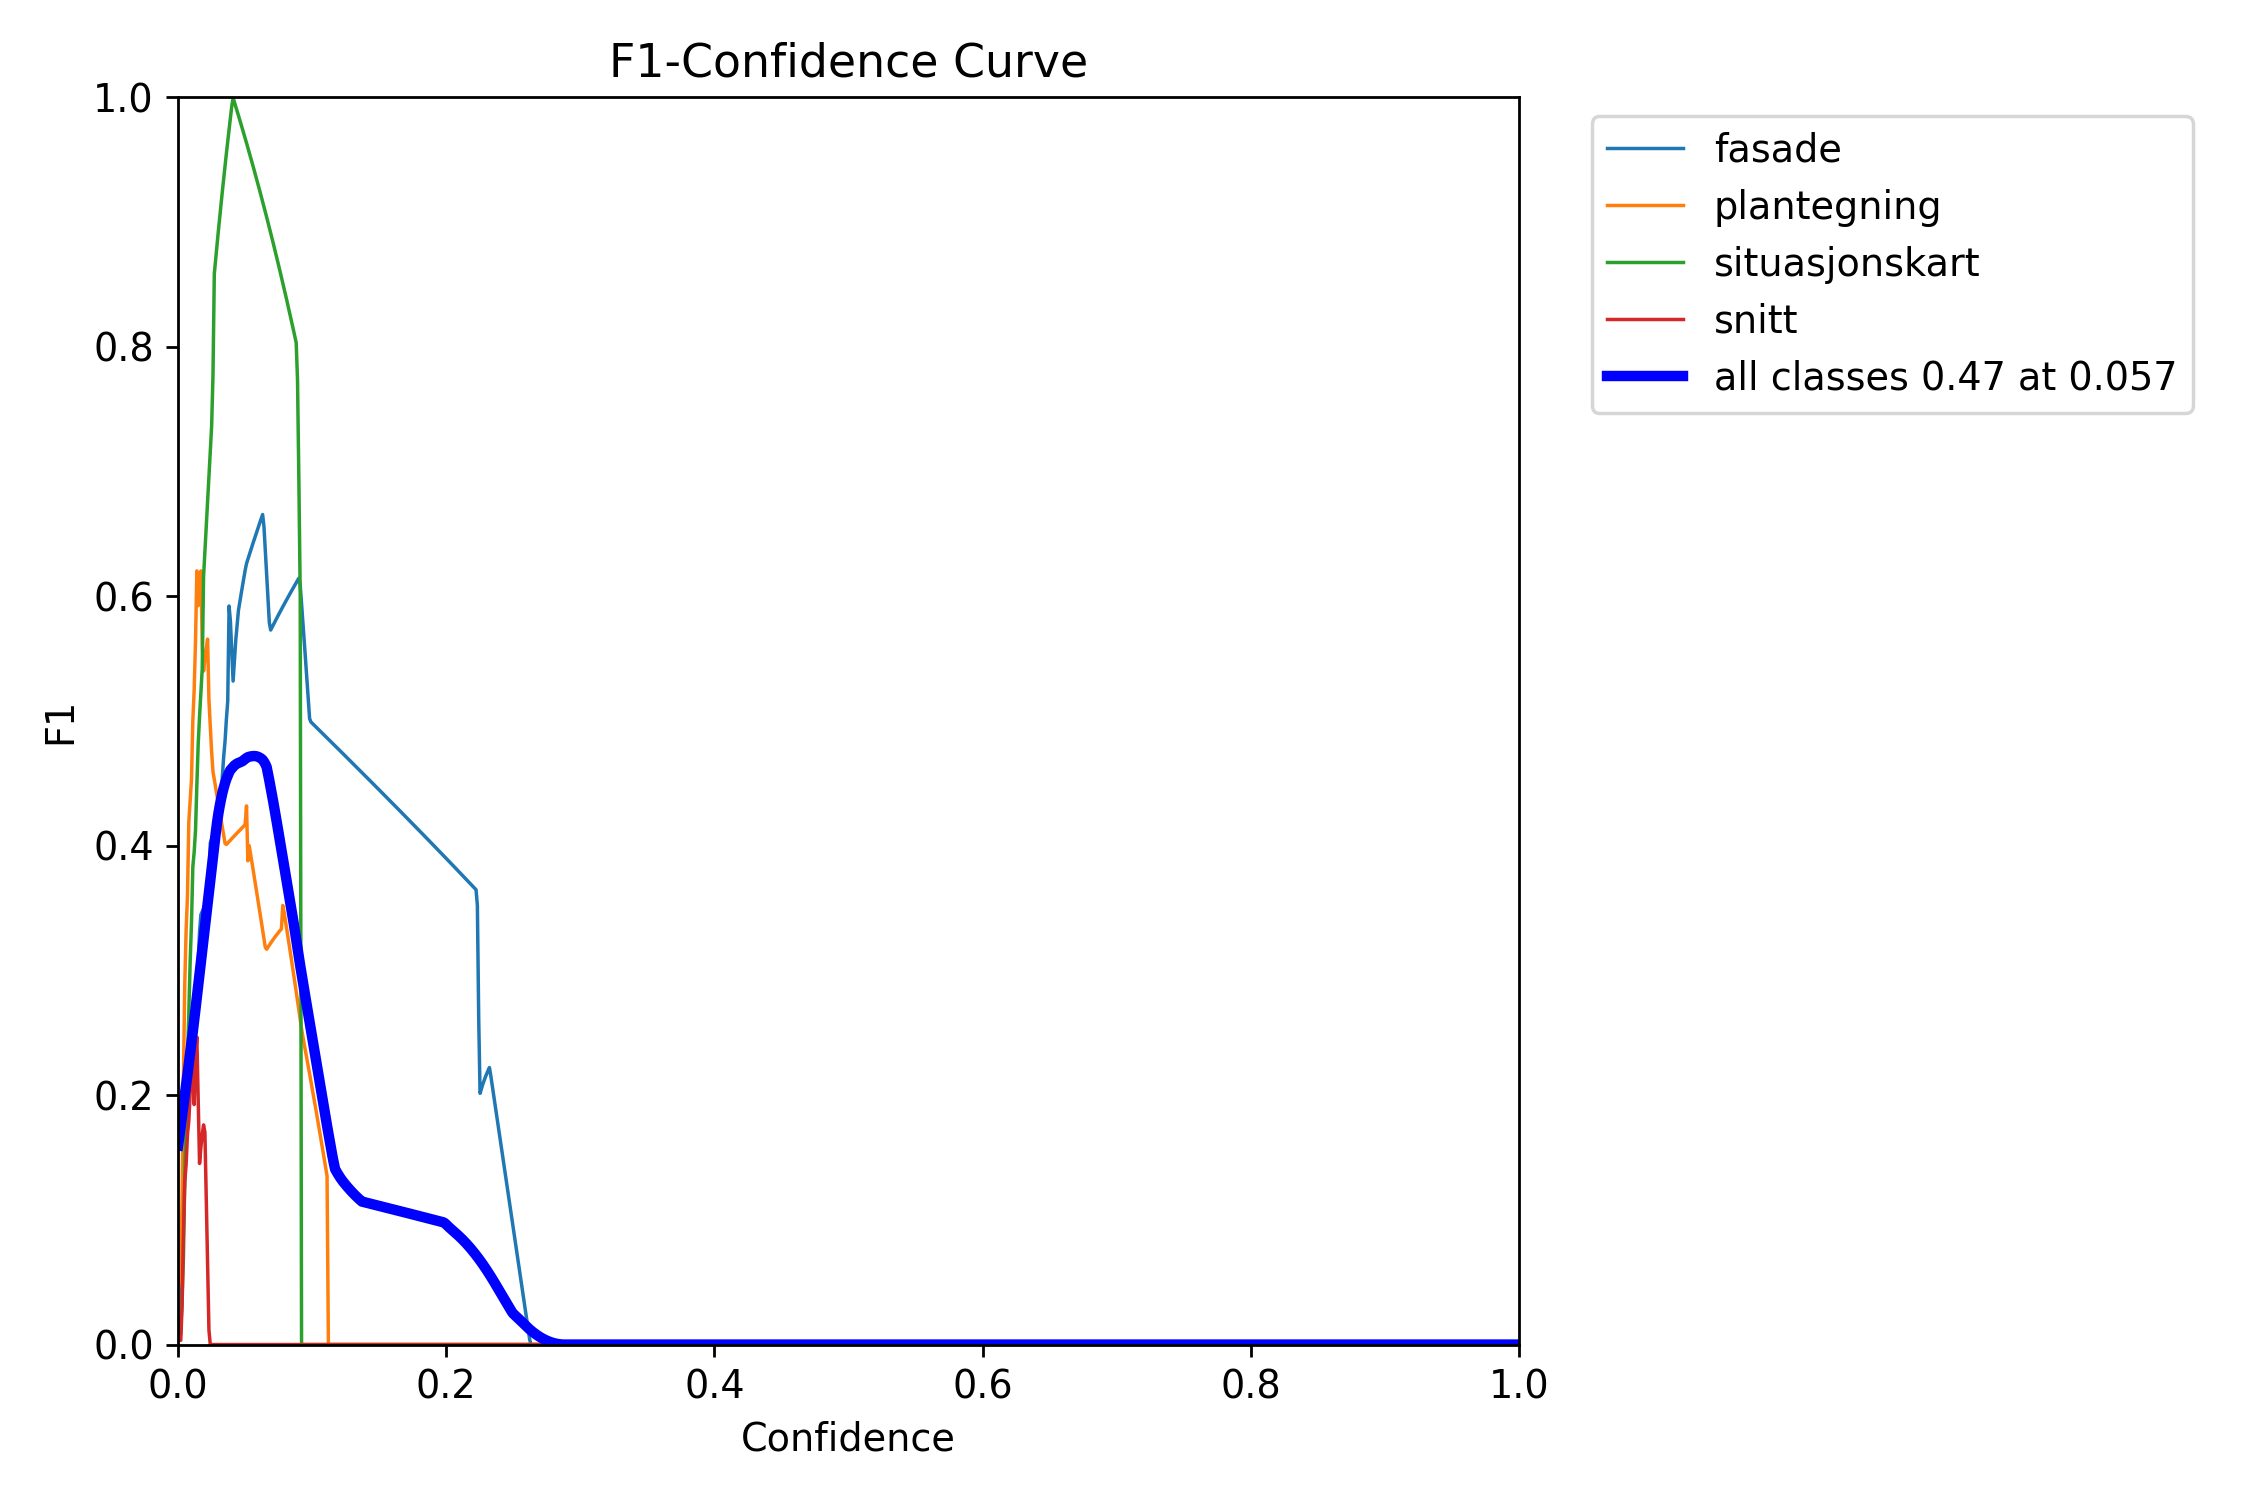 F1-Confidence Curve
1.0
0.8
0.6
0.4
0.2
0.0
F1
0.0 0.2 0.4 0.6 0.8 1.0
Confidence
fasade
plantegning
situasjonskart
snitt
all classes 0.47 at 0.057